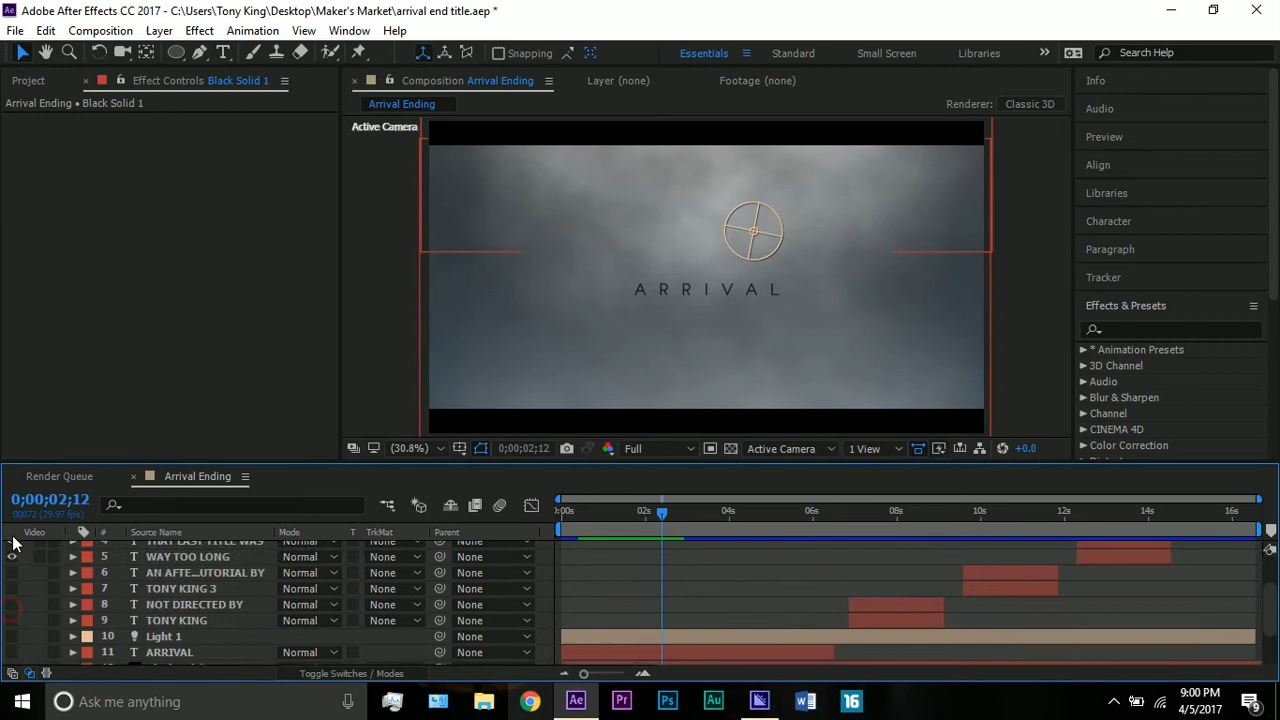 Adobe After Effects CC 2017 - C:\Users\Tony King\Desktop\Maker's Market\arrival end title.aep *
File Edit Composition Layer Effect Animation View Window Help
Snapping Essentials Standard Small Screen Libraries Search Help
Project Effect Controls Black Solid 1 Composition Arrival Ending Layer (none) Footage (none) Info
Arrival Ending • Black Solid 1 Arrival Ending Renderer: Classic 3D Audio
Active Camera
Preview
Align
Libraries
Character
Paragraph
Tracker
Effects & Presets
ARRIVAL
* Animation Presets
3D Channel
Audio
Blur & Sharpen
Channel
CINEMA 4D
Color Correction
(30.8%) 0;00;02;12 Full Active Camera 1 View +0.0
Render Queue Arrival Ending
0;00;02;12
00072 (29.97 fps)
:00s 02s 04s 06s 08s 10s 12s 14s 16s
Video # Source Name Mode T TrkMat Parent
4 T THAT LAST TITLE WAS Normal None None
5 T WAY TOO LONG Normal None None
6 T AN AFTE...UTORIAL BY Normal None None
7 T TONY KING 3 Normal None None
8 T NOT DIRECTED BY Normal None None
9 T TONY KING Normal None None
10 Light 1 None
11 T ARRIVAL Normal None
Toggle Switches / Modes
Ask me anything
Ae Pr Ps Au W 16
9:00 PM
4/5/2017
9